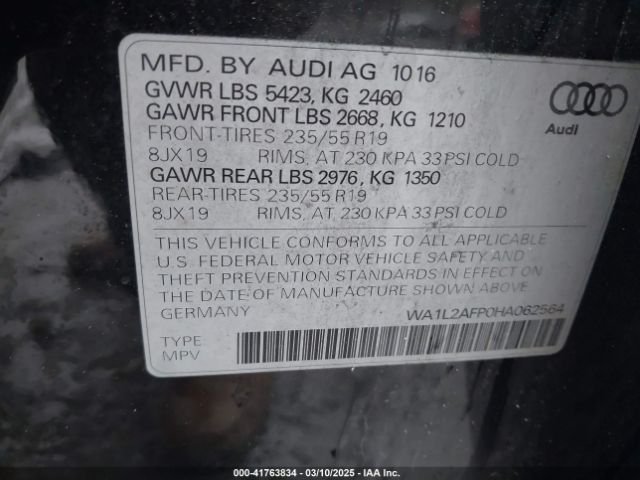 MFD. BY AUDI AG 10 16
GVWR LBS 5423, KG 2460
GAWR FRONT LBS 2668, KG 1210
FRONT-TIRES 235/55 R19
8JX19 RIMS, AT 230 KPA 33 PSI COLD
GAWR REAR LBS 2976, KG 1350
REAR-TIRES 235/55 R19
8JX19 RIMS, AT 230 KPA 33 PSI COLD
Audi
THIS VEHICLE CONFORMS TO ALL APPLICABLE
U.S. FEDERAL MOTOR VEHICLE SAFETY AND
THEFT PREVENTION STANDARDS IN EFFECT ON
THE DATE OF MANUFACTURE SHOWN ABOVE.
GERMANY
WA1L2AFP0HA062564
TYPE:
MPV
000-41763834 — 03/10/2025 — IAA Inc.